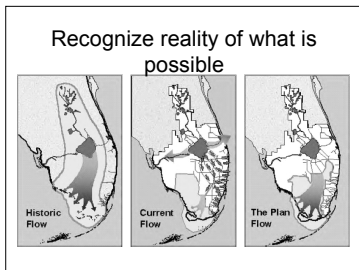 Recognize reality of what is
possible
Historic
Flow
Current
Flow
The Plan
Flow